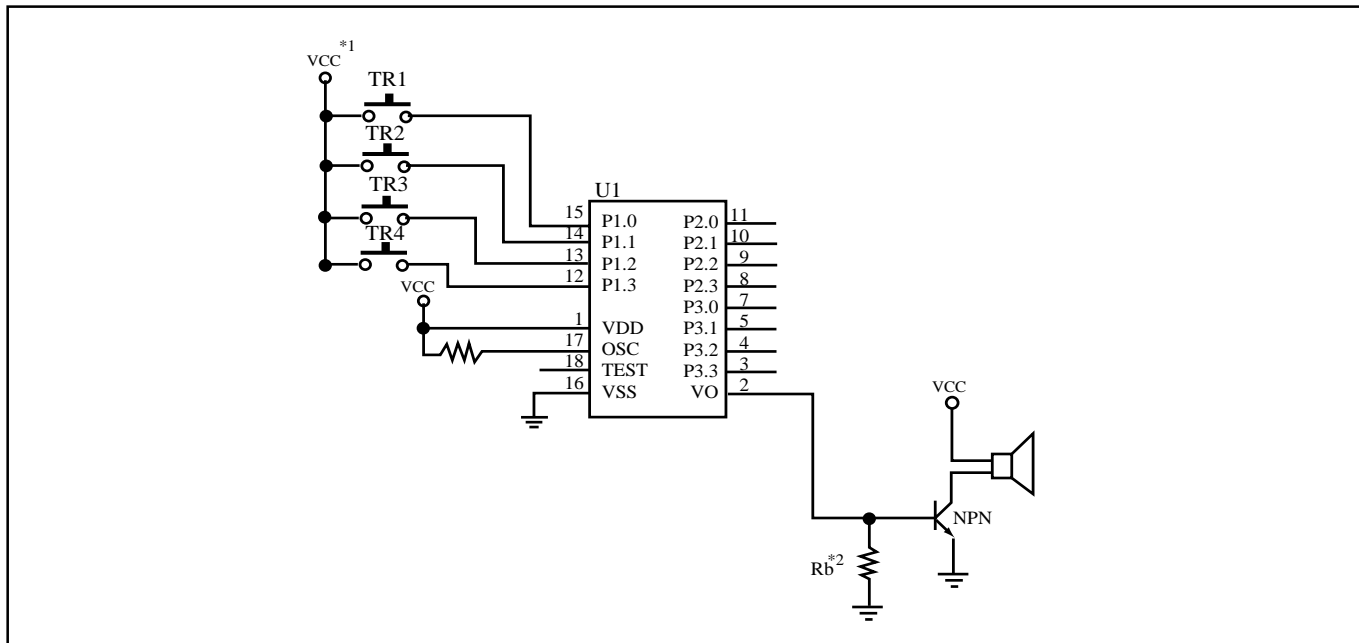 VCC *1
TR1
TR2
TR3
TR4
VCC
U1
15 P1.0 P2.0 11
14 P1.1 P2.1 10
13 P1.2 P2.2 9
12 P1.3 P2.3 8
P3.0 7
1 VDD P3.1 5
17 OSC P3.2 4
18 TEST P3.3 3
16 VSS VO 2
VCC
NPN
Rb*2